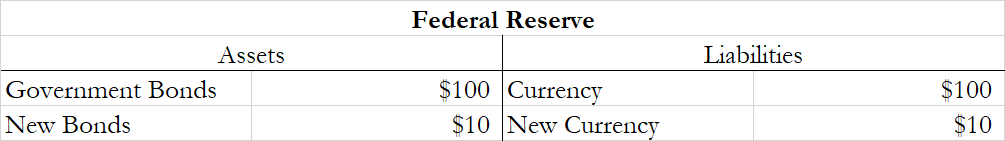 Federal Reserve
Assets Liabilities
Government Bonds $100 Currency $100
New Bonds $10 New Currency $10